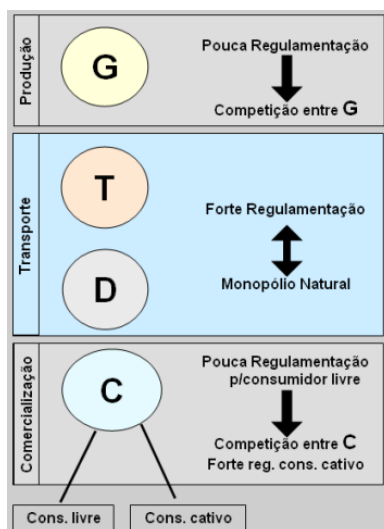 Produção
G
Pouca Regulamentação
Competição entre G
Transporte
T
D
Forte Regulamentação
Monopólio Natural
Comercialização
C
Pouca Regulamentação
p/consumidor livre
Competição entre C
Forte reg. cons. cativo
Cons. livre
Cons. cativo